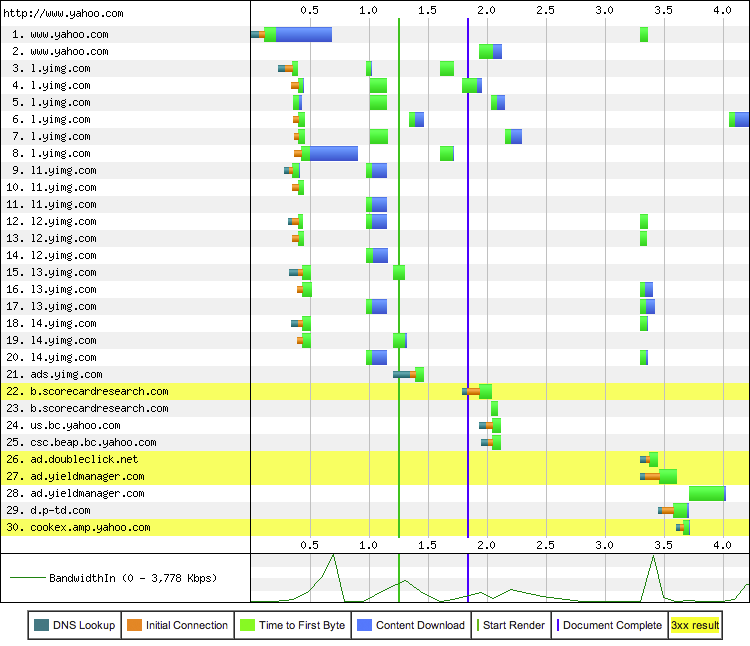 http://www.yahoo.com
0.5 1.0 1.5 2.0 2.5 3.0 3.5 4.0
1. www.yahoo.com
2. www.yahoo.com
3. l.yimg.com
4. l.yimg.com
5. l.yimg.com
6. l.yimg.com
7. l.yimg.com
8. l.yimg.com
9. l1.yimg.com
10. l1.yimg.com
11. l1.yimg.com
12. l2.yimg.com
13. l2.yimg.com
14. l2.yimg.com
15. l3.yimg.com
16. l3.yimg.com
17. l3.yimg.com
18. l4.yimg.com
19. l4.yimg.com
20. l4.yimg.com
21. ads.yimg.com
22. b.scorecardresearch.com
23. b.scorecardresearch.com
24. us.bc.yahoo.com
25. csc.beap.bc.yahoo.com
26. ad.doubleclick.net
27. ad.yieldmanager.com
28. ad.yieldmanager.com
29. d.p-td.com
30. cookex.amp.yahoo.com
0.5 1.0 1.5 2.0 2.5 3.0 3.5 4.0
BandwidthIn (0 - 3,778 Kbps)
DNS Lookup Initial Connection Time to First Byte Content Download Start Render Document Complete 3xx result